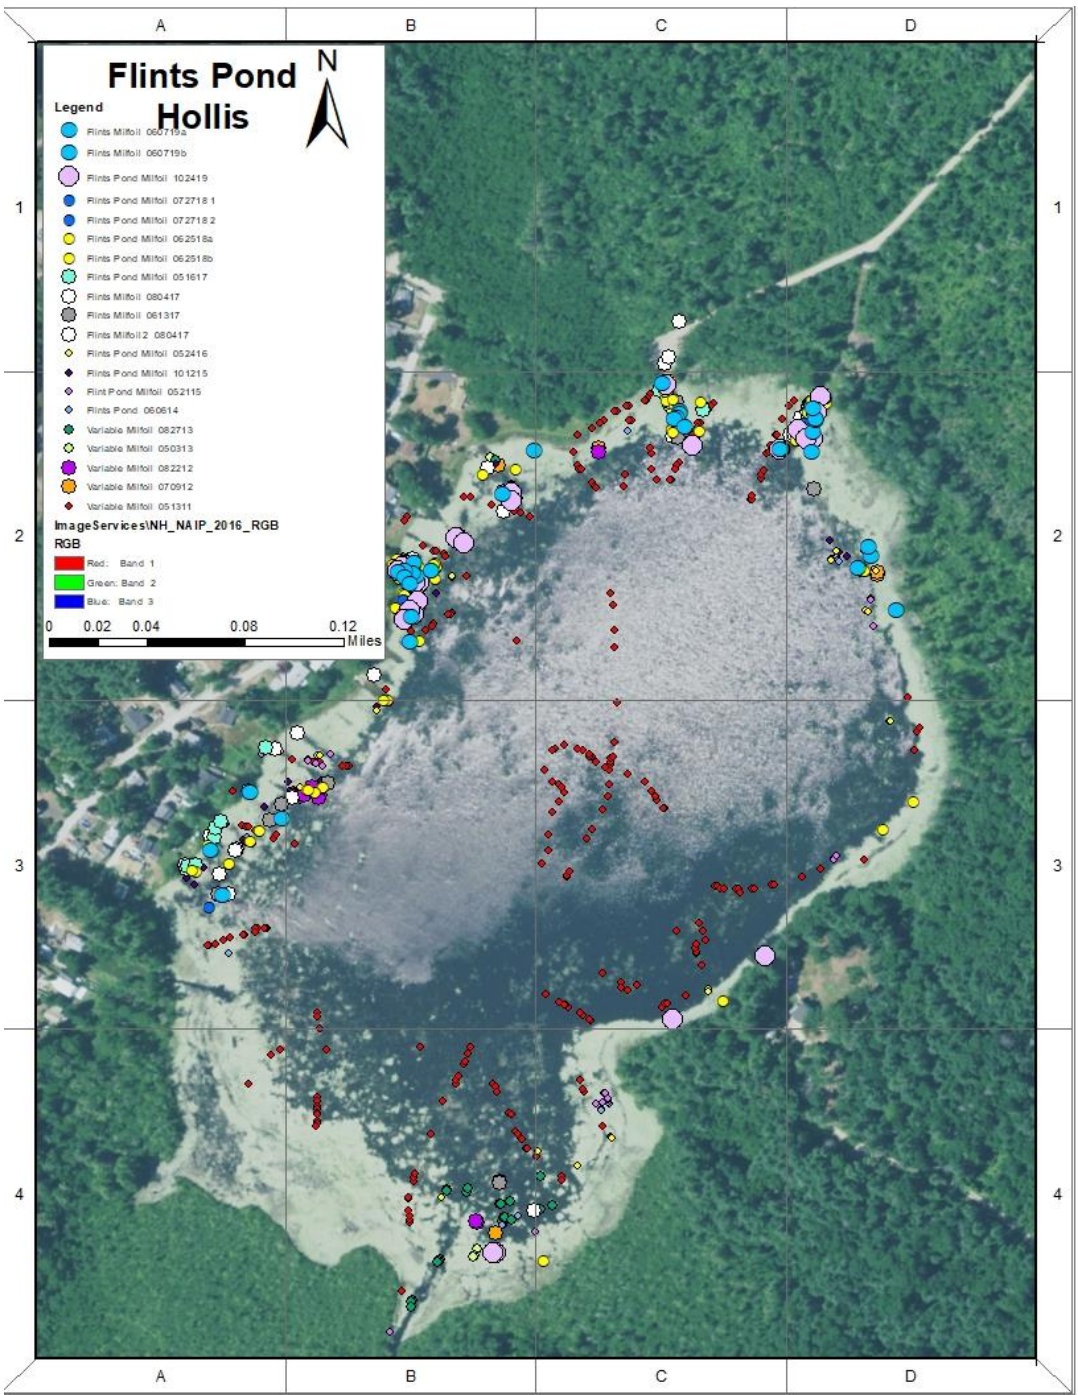 A B C D
Flints Pond
Hollis
N
Legend
Flints Milfoil 060719a
Flints Milfoil 060719b
Flints Pond Milfoil 102419
Flints Pond Milfoil 072718 1
Flints Pond Milfoil 072718 2
Flints Pond Milfoil 062518a
Flints Pond Milfoil 062518b
Flints Pond Milfoil 051617
Flints Milfoil 080417
Flints Milfoil 061317
Flints Milfoil 2 080417
Flints Pond Milfoil 052416
Flints Pond Milfoil 101215
Flint Pond Milfoil 052115
Flints Pond 060614
Variable Milfoil 082713
Variable Milfoil 050313
Variable Milfoil 082212
Variable Milfoil 070912
Variable Milfoil 051311
ImageServices\NH_NAIP_2016_RGB
RGB
Red: Band 1
Green: Band 2
Blue: Band 3
0 0.02 0.04 0.08 0.12
Miles
1 1
2 2
3 3
4 4
A B C D